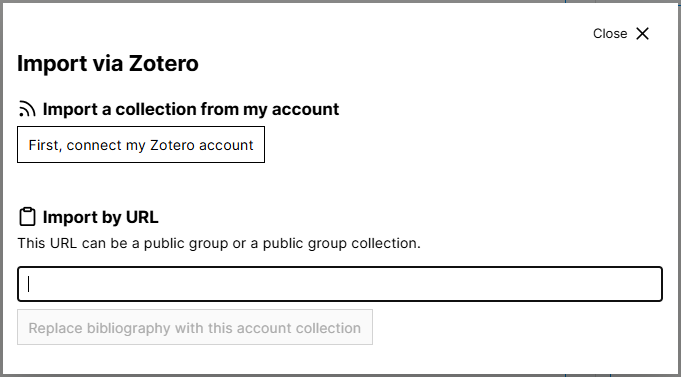 Close
Import via Zotero
Import a collection from my account
First, connect my Zotero account
Import by URL
This URL can be a public group or a public group collection.
Replace bibliography with this account collection